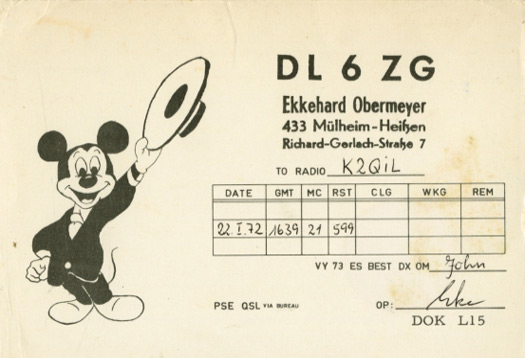 DL 6 ZG
Ekkehard Obermeyer
433 Mülheim-Heißen
Richard-Gerlach-Straße 7
TO RADIO K2QiL
DATE GMT MC RST CLG WKG REM
22.I.72 1639 21 599
VY 73 ES BEST DX OM John
PSE QSL VIA BUREAU OP: Eke
DOK L15